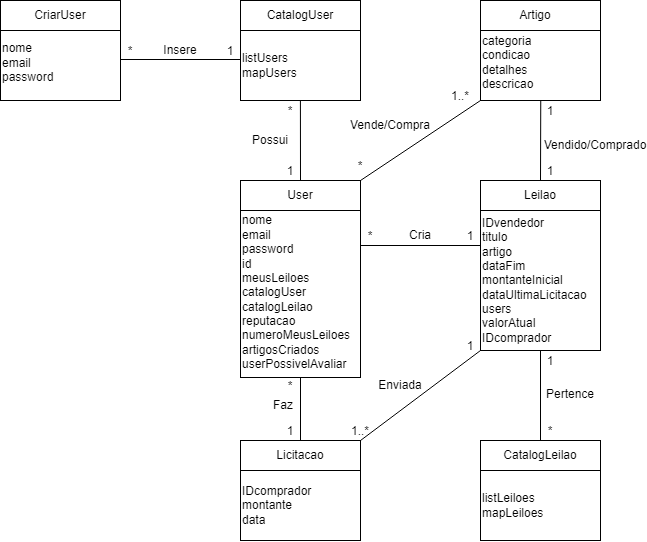 CriarUser
nome
email
password
*
Insere
1
CatalogUser
listUsers
mapUsers
Artigo
categoria
condicao
detalhes
descricao
*
Possui
1
1..*
Vende/Compra
*
1
Vendido/Comprado
1
User
nome
email
password
id
meusLeiloes
catalogUser
catalogLeilao
reputacao
numeroMeusLeiloes
artigosCriados
userPossivelAvaliar
*
Cria
1
Leilao
IDvendedor
titulo
artigo
dataFim
montanteInicial
dataUltimaLicitacao
users
valorAtual
IDcomprador
*
Faz
1
1
Enviada
1..*
1
Pertence
*
Licitacao
IDcomprador
montante
data
CatalogLeilao
listLeiloes
mapLeiloes